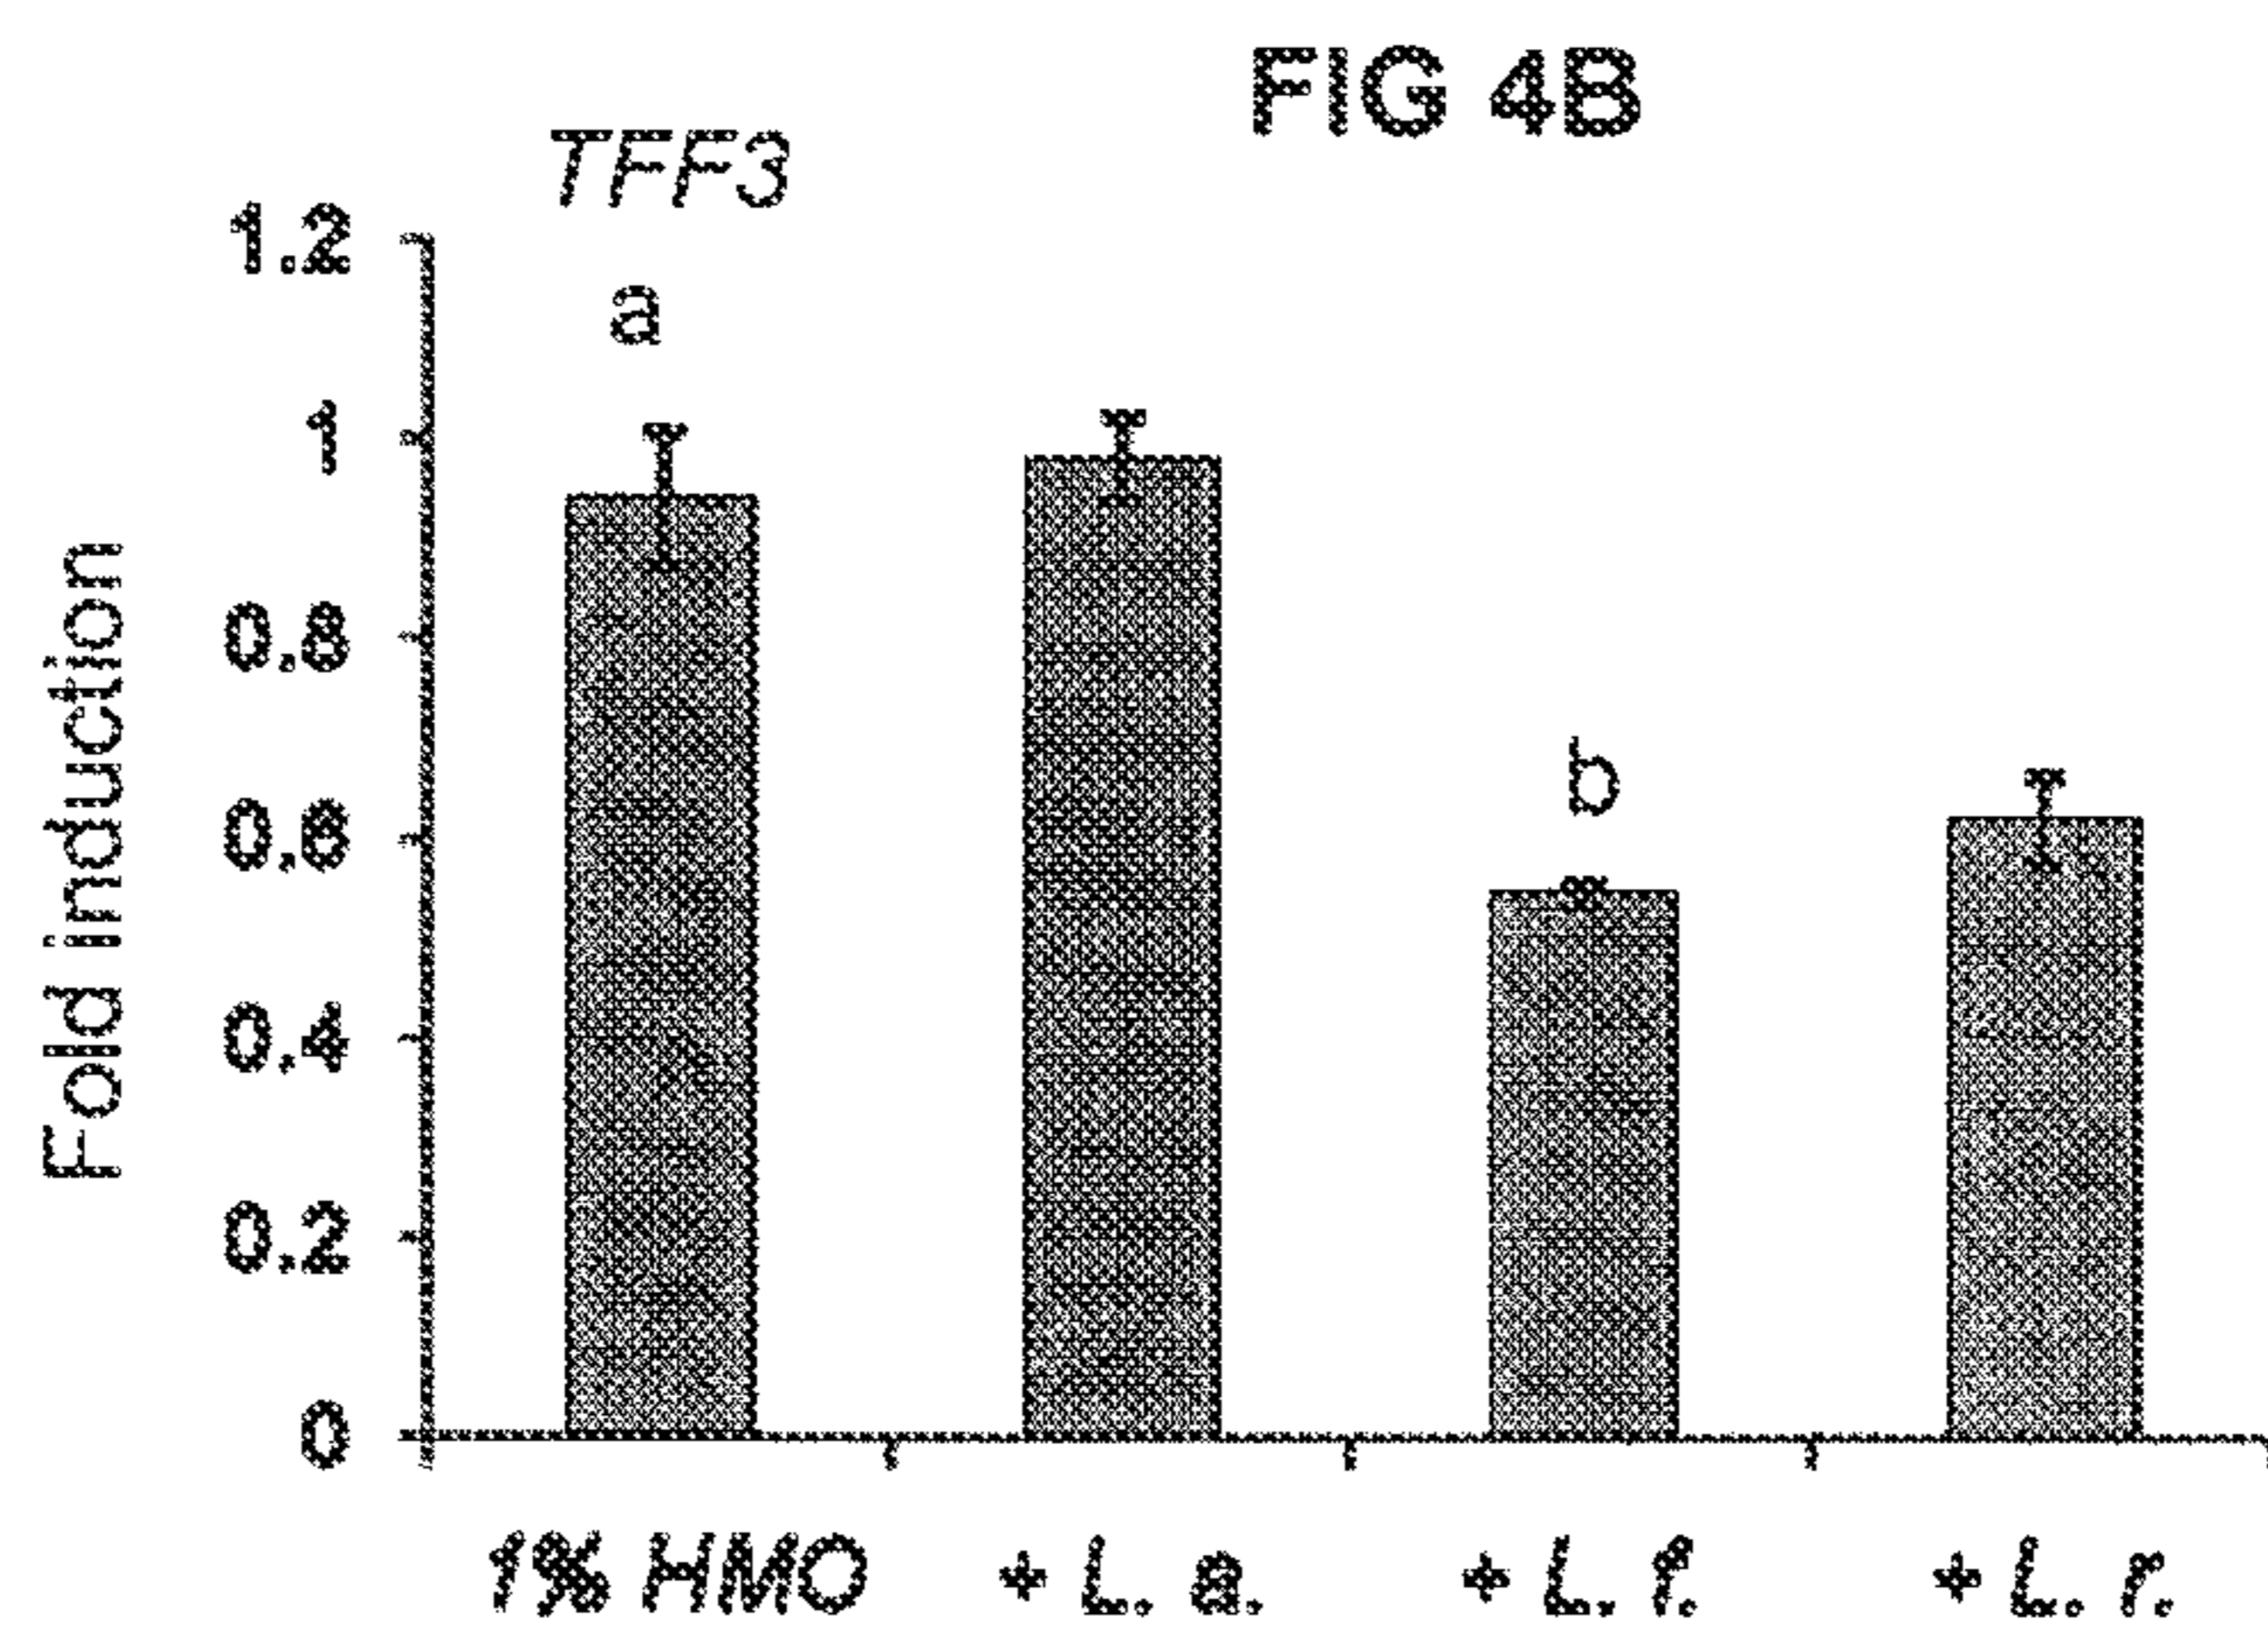 FIG 4B
TFF3
a
b
Fold induction
1.2
1
0.8
0.6
0.4
0.2
0
1% HMO + L. a. + L. r. + L. r.